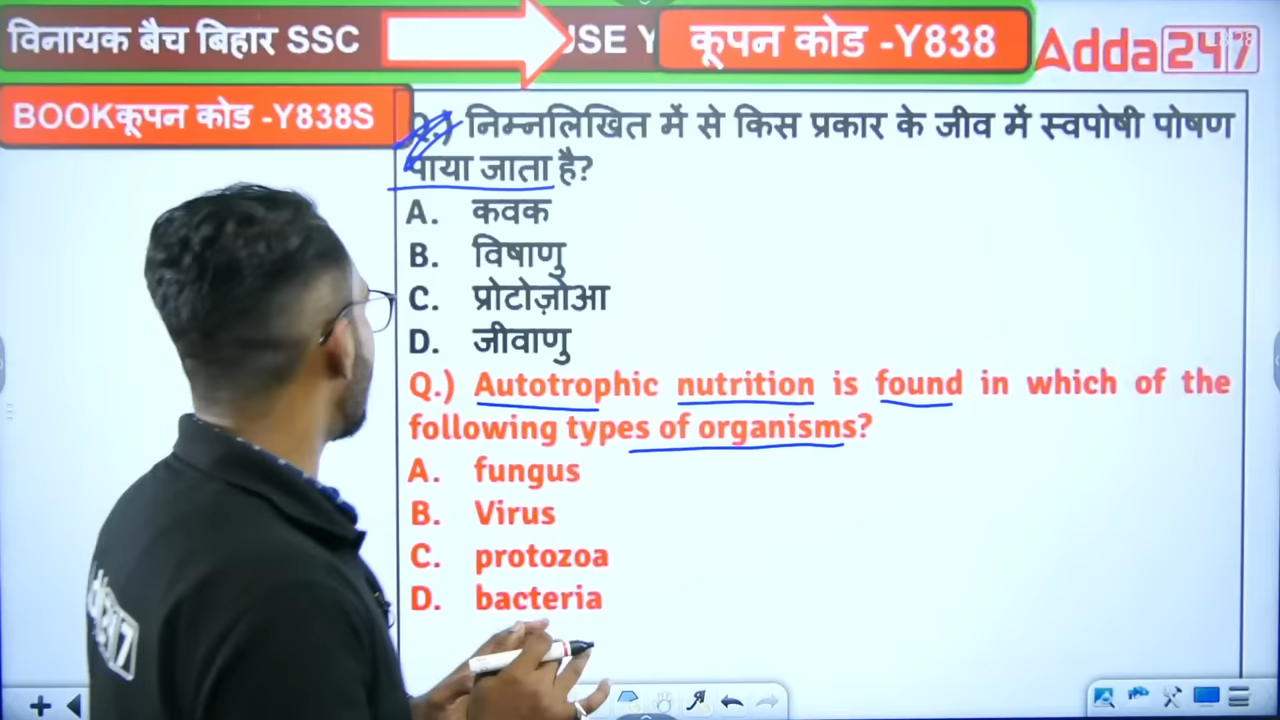 विनायक बैच बिहार SSC
USE Y
कूपन कोड -Y838
Adda247
BOOKकूपन कोड -Y838S
निम्नलिखित में से किस प्रकार के जीव में स्वपोषी पोषण
पाया जाता है?
A. कवक
B. विषाणु
C. प्रोटोज़ोआ
D. जीवाणु
Q.) Autotrophic nutrition is found in which of the
following types of organisms?
A. fungus
B. Virus
C. protozoa
D. bacteria